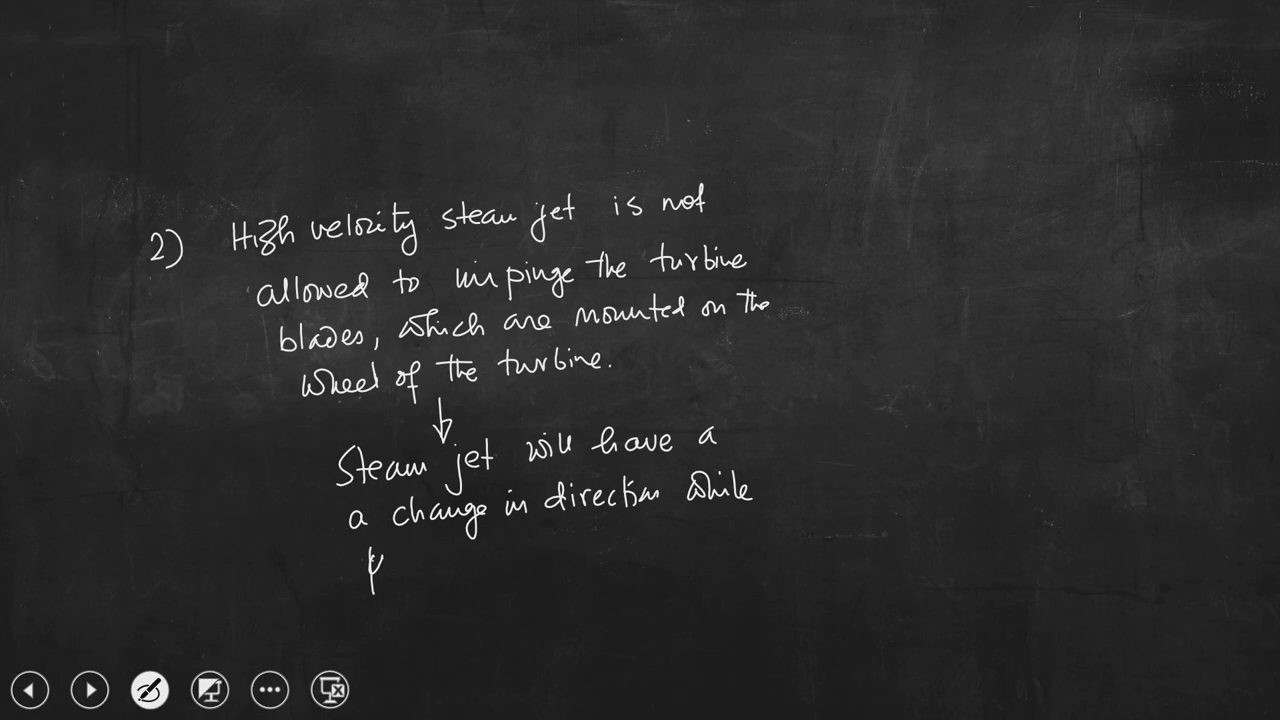 2) High velocity steam jet is not
allowed to impinge the turbine
blades, which are mounted on the
wheel of the turbine.
↓
Steam jet will have a
a change in direction while